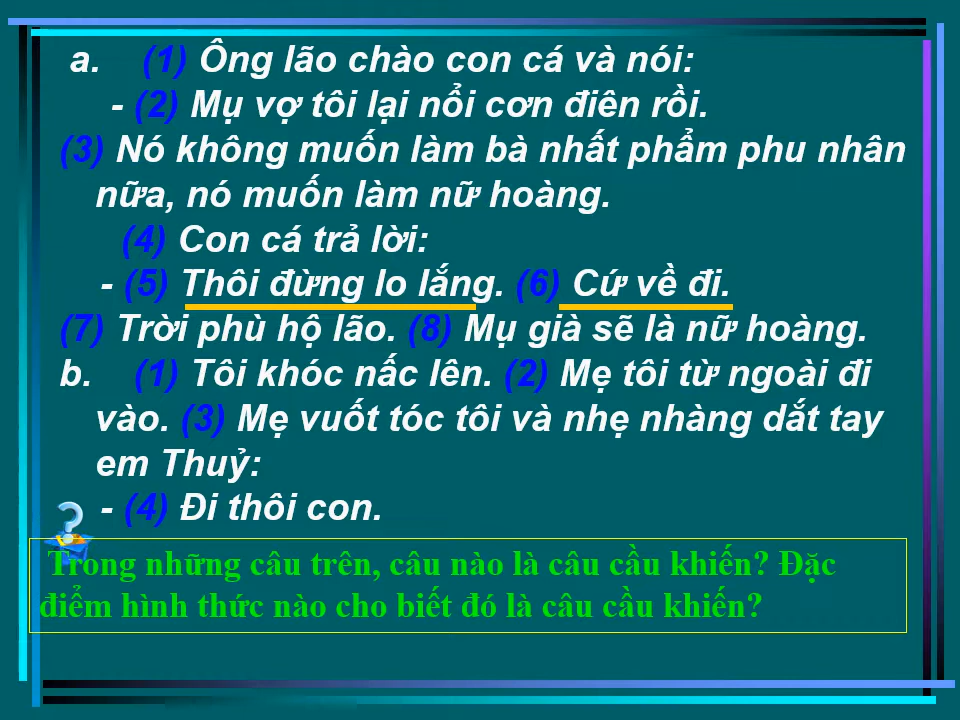 a. (1) Ông lão chào con cá và nói:
- (2) Mụ vợ tôi lại nổi cơn điên rồi.
(3) Nó không muốn làm bà nhất phẩm phu nhân
nữa, nó muốn làm nữ hoàng.
(4) Con cá trả lời:
- (5) Thôi đừng lo lắng. (6) Cứ về đi.
(7) Trời phù hộ lão. (8) Mụ già sẽ là nữ hoàng.
b. (1) Tôi khóc nấc lên. (2) Mẹ tôi từ ngoài đi
vào. (3) Mẹ vuốt tóc tôi và nhẹ nhàng dắt tay
em Thuỷ:
- (4) Đi thôi con.
Trong những câu trên, câu nào là câu cầu khiến? Đặc
điểm hình thức nào cho biết đó là câu cầu khiến?